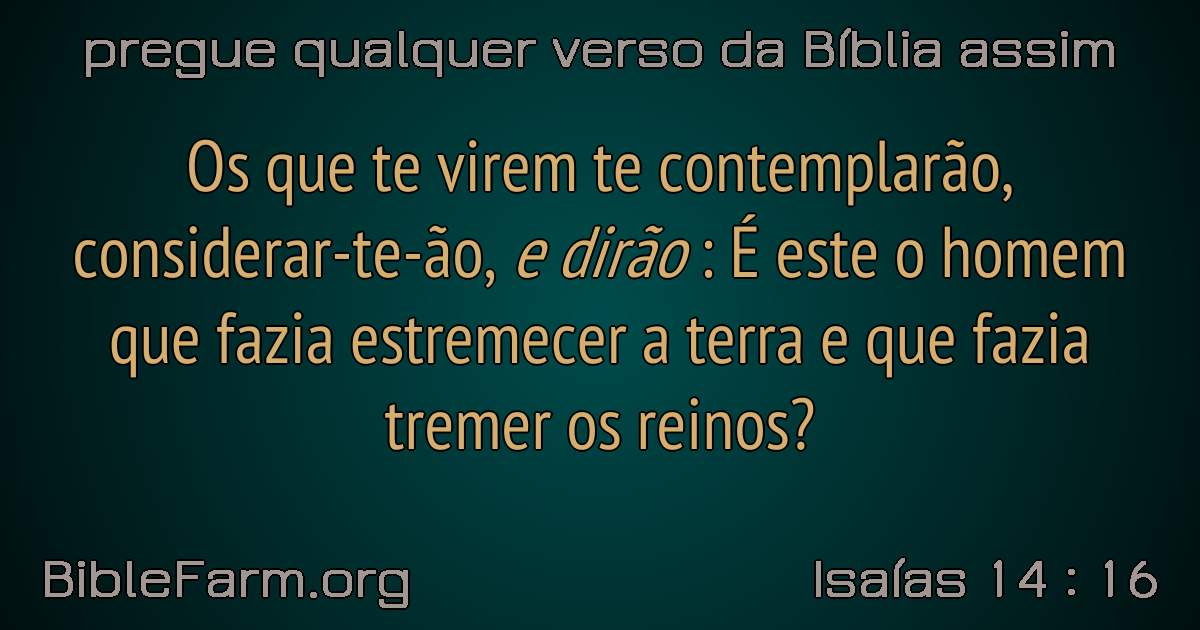 pregue qualquer verso da Bíblia assim
Os que te virem te contemplarão,
considerar-te-ão, e dirão : É este o homem
que fazia estremecer a terra e que fazia
tremer os reinos?
BibleFarm.org
Isaías 14 : 16